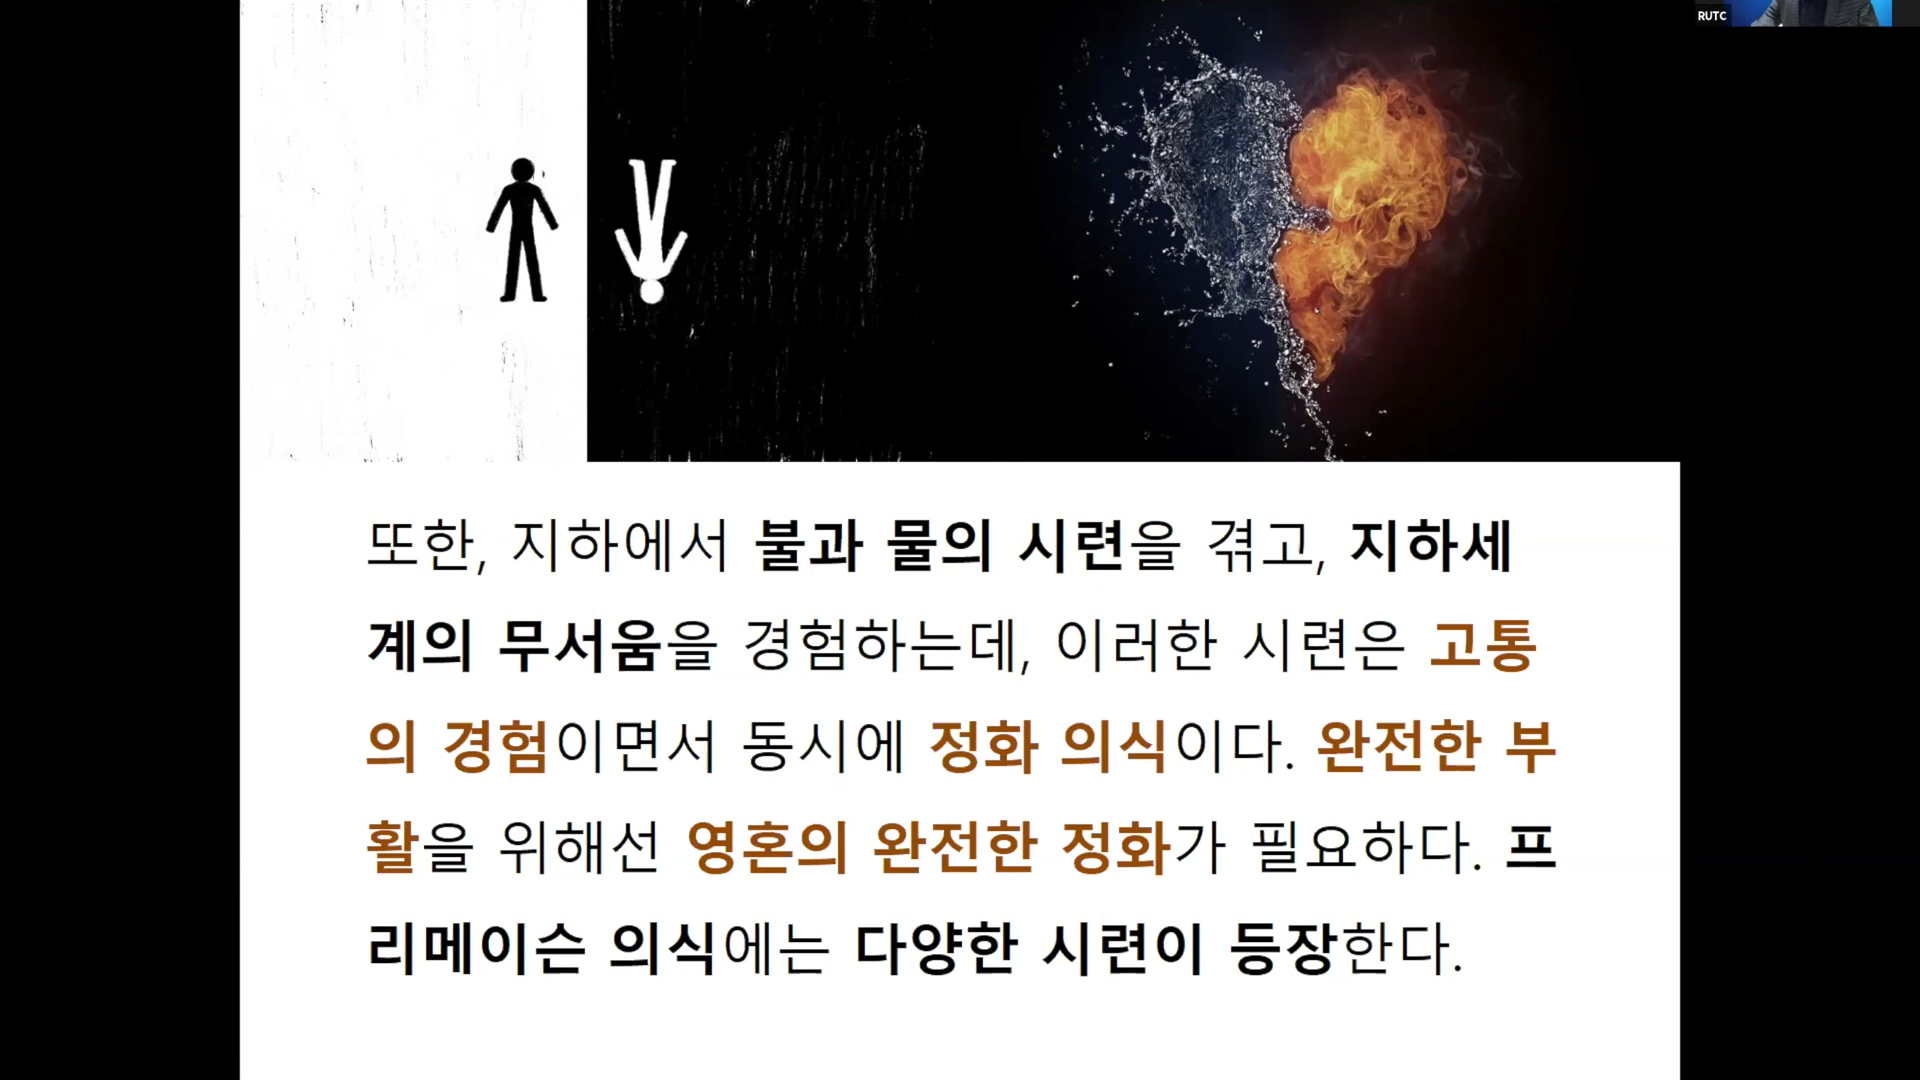 RUTC
또한, 지하에서 불과 물의 시련을 겪고, 지하세
계의 무서움을 경험하는데, 이러한 시련은 고통
의 경험이면서 동시에 정화 의식이다. 완전한 부
활을 위해선 영혼의 완전한 정화가 필요하다. 프
리메이슨 의식에는 다양한 시련이 등장한다.